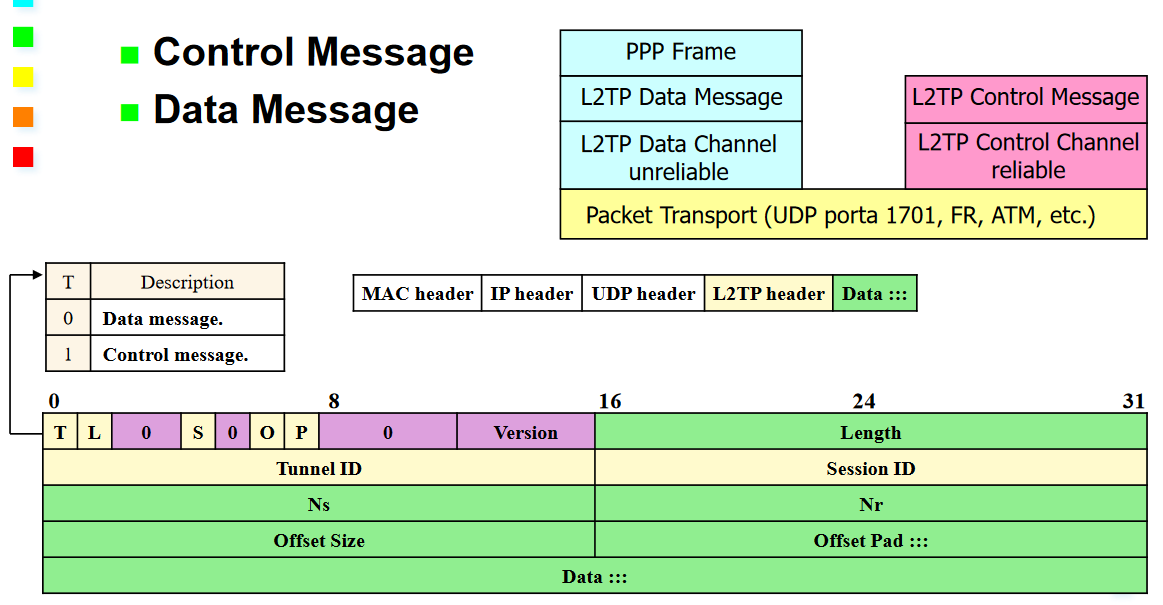 Control Message
Data Message
PPP Frame
L2TP Data Message
L2TP Data Channel
unreliable
L2TP Control Message
L2TP Control Channel
reliable
Packet Transport (UDP porta 1701, FR, ATM, etc.)
T Description
0 Data message.
1 Control message.
MAC header IP header UDP header L2TP header Data :::
0 8 16 24 31
T L 0 S 0 O P 0 Version Length
Tunnel ID Session ID
Ns Nr
Offset Size Offset Pad :::
Data :::